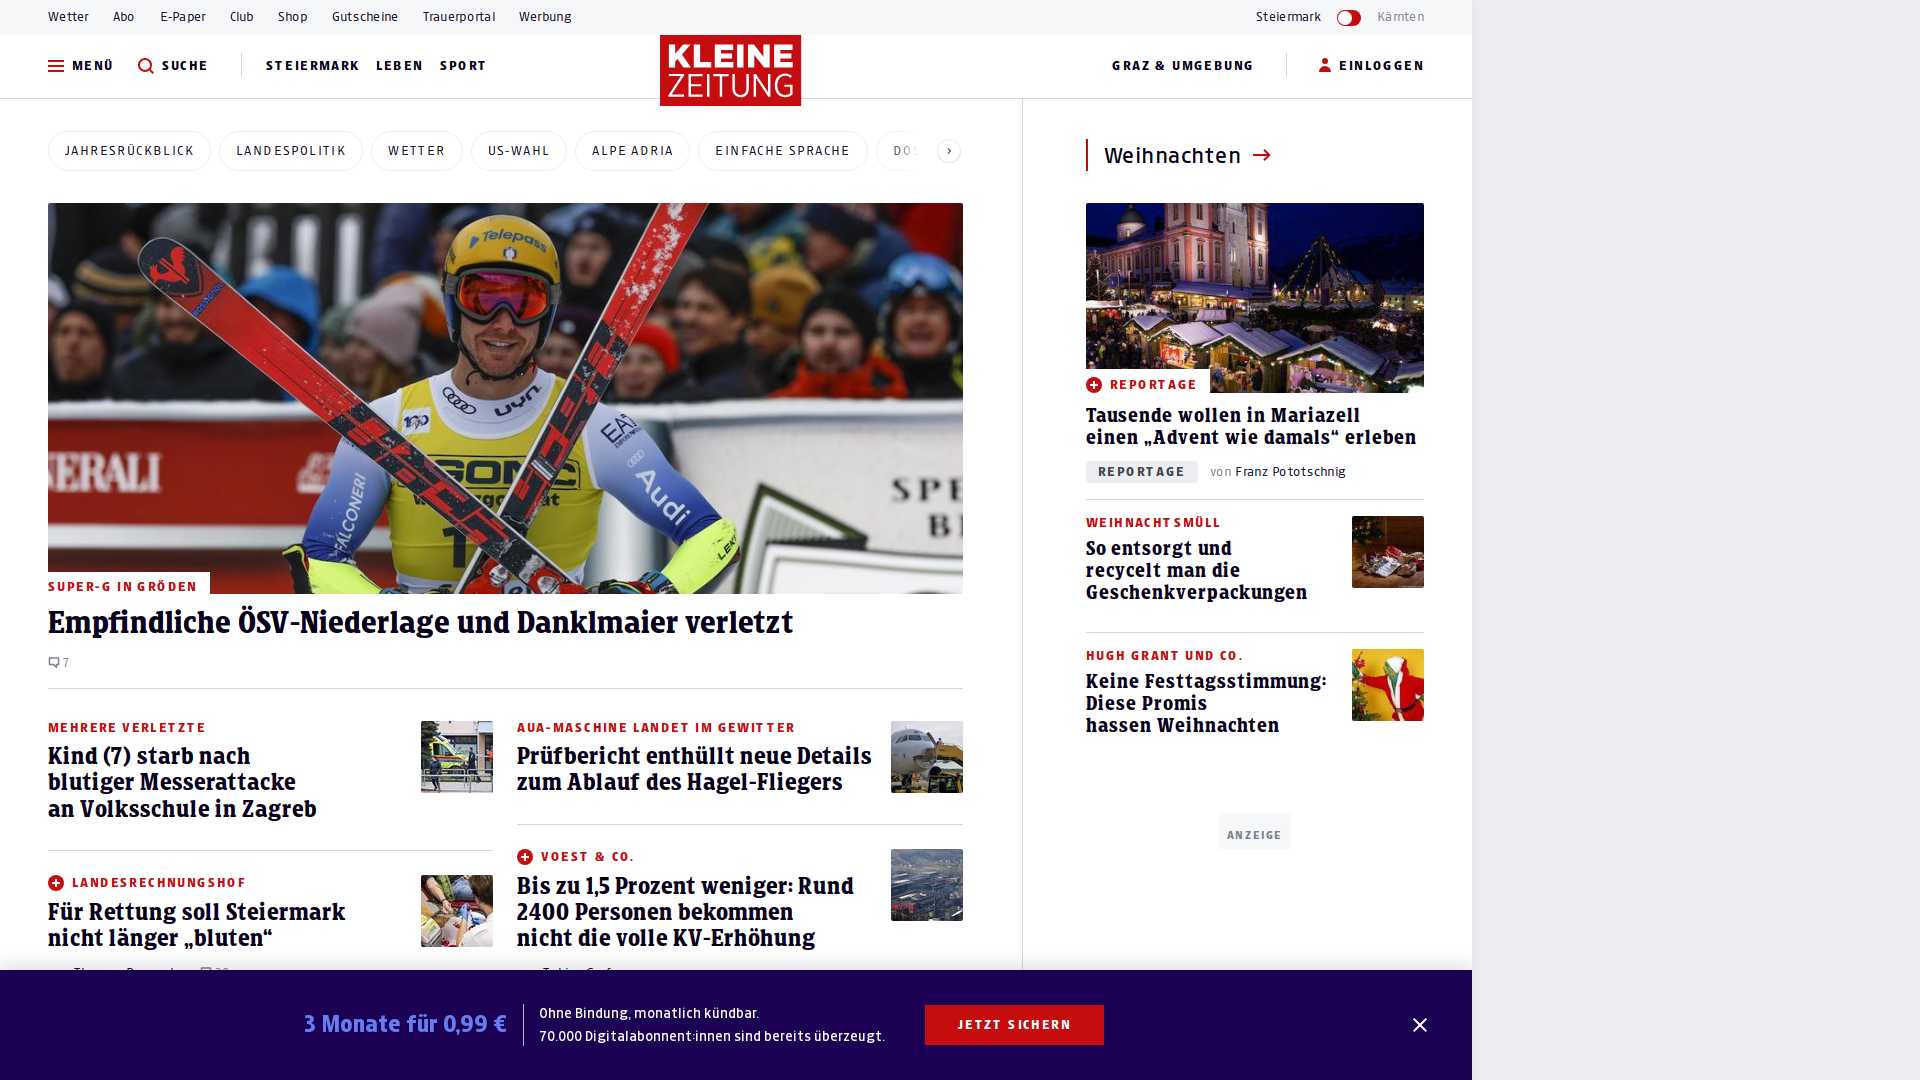 Wetter Abo E-Paper Club Shop Gutscheine Trauerportal Werbung
Steiermark Kärnten
MENÜ SUCHE STEIERMARK LEBEN SPORT
KLEINE
ZEITUNG
GRAZ & UMGEBUNG EINLOGGEN
JAHRESRÜCKBLICK LANDESPOLITIK WETTER US-WAHL ALPE ADRIA EINFACHE SPRACHE
Telepass
GENERALI
Audi
SUPER-G IN GRÖDEN
Empfindliche ÖSV-Niederlage und Danklmaier verletzt
7
MEHRERE VERLETZTE
Kind (7) starb nach
blutiger Messerattacke
an Volksschule in Zagreb
LANDESRECHNUNGSHOF
Für Rettung soll Steiermark
nicht länger „bluten“
AUA-MASCHINE LANDET IM GEWITTER
Prüfbericht enthüllt neue Details
zum Ablauf des Hagel-Fliegers
VOEST & CO.
Bis zu 1,5 Prozent weniger: Rund
2400 Personen bekommen
nicht die volle KV-Erhöhung
Weihnachten
REPORTAGE
Tausende wollen in Mariazell
einen „Advent wie damals“ erleben
REPORTAGE von Franz Pototschnig
WEIHNACHTSMÜLL
So entsorgt und
recycelt man die
Geschenkverpackungen
HUGH GRANT UND CO.
Keine Festtagsstimmung:
Diese Promis
hassen Weihnachten
ANZEIGE
3 Monate für 0,99 €
Ohne Bindung, monatlich kündbar.
70.000 Digitalabonnent:innen sind bereits überzeugt.
JETZT SICHERN